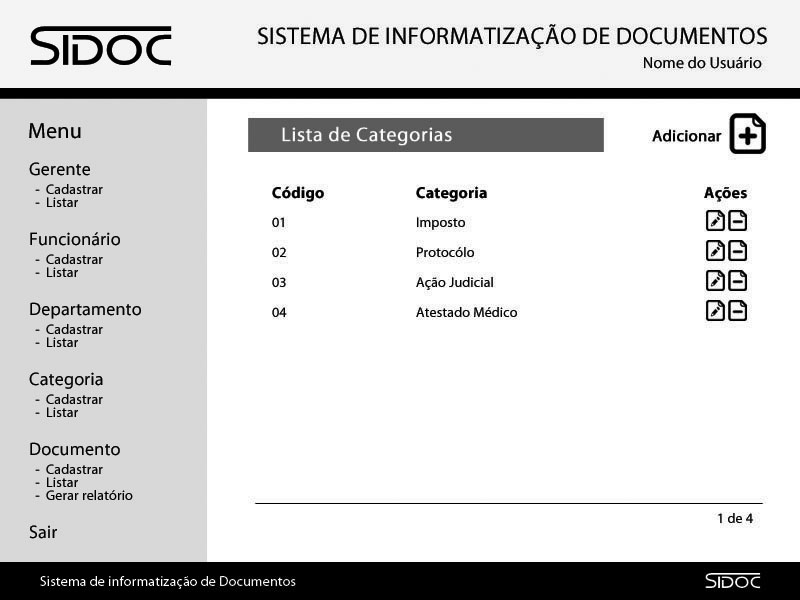 SIDOC
SISTEMA DE INFORMATIZAÇÃO DE DOCUMENTOS
Nome do Usuário
Menu
Gerente
- Cadastrar
- Listar
Funcionário
- Cadastrar
- Listar
Departamento
- Cadastrar
- Listar
Categoria
- Cadastrar
- Listar
Documento
- Cadastrar
- Listar
- Gerar relatório
Sair
Lista de Categorias
Adicionar
Código Categoria Ações
01 Imposto
02 Protocólo
03 Ação Judicial
04 Atestado Médico
1 de 4
Sistema de informatização de Documentos
SIDOC